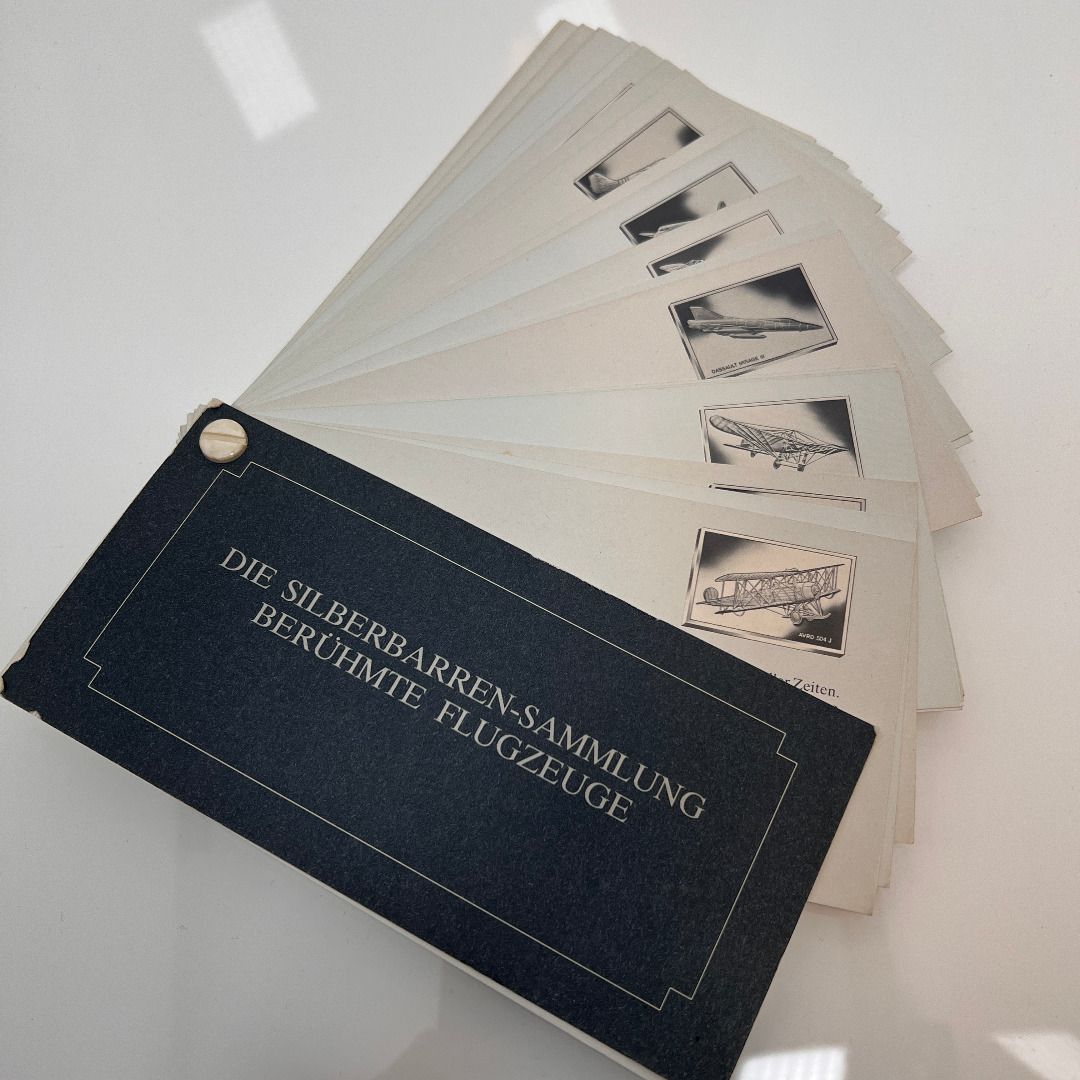 DIE SILBERBARREN-SAMMLUNG
BERÜHMTE FLUGZEUGE
DASSAULT MIRAGE III
AVRO 504 J
Zeiten.